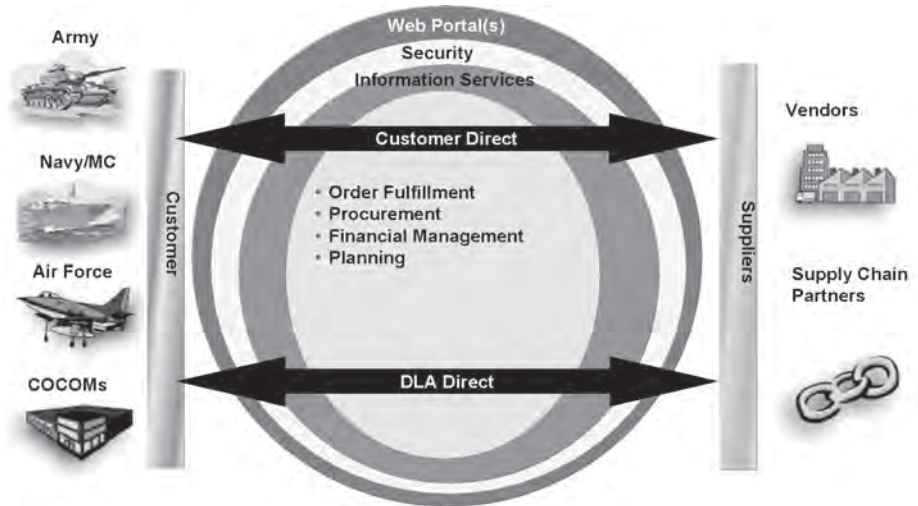 Army
Navy/MC
Air Force
COCOMs
Customer
Web Portal(s)
Security
Information Services
Customer Direct
• Order Fulfillment
• Procurement
• Financial Management
• Planning
DLA Direct
Suppliers
Vendors
Supply Chain
Partners